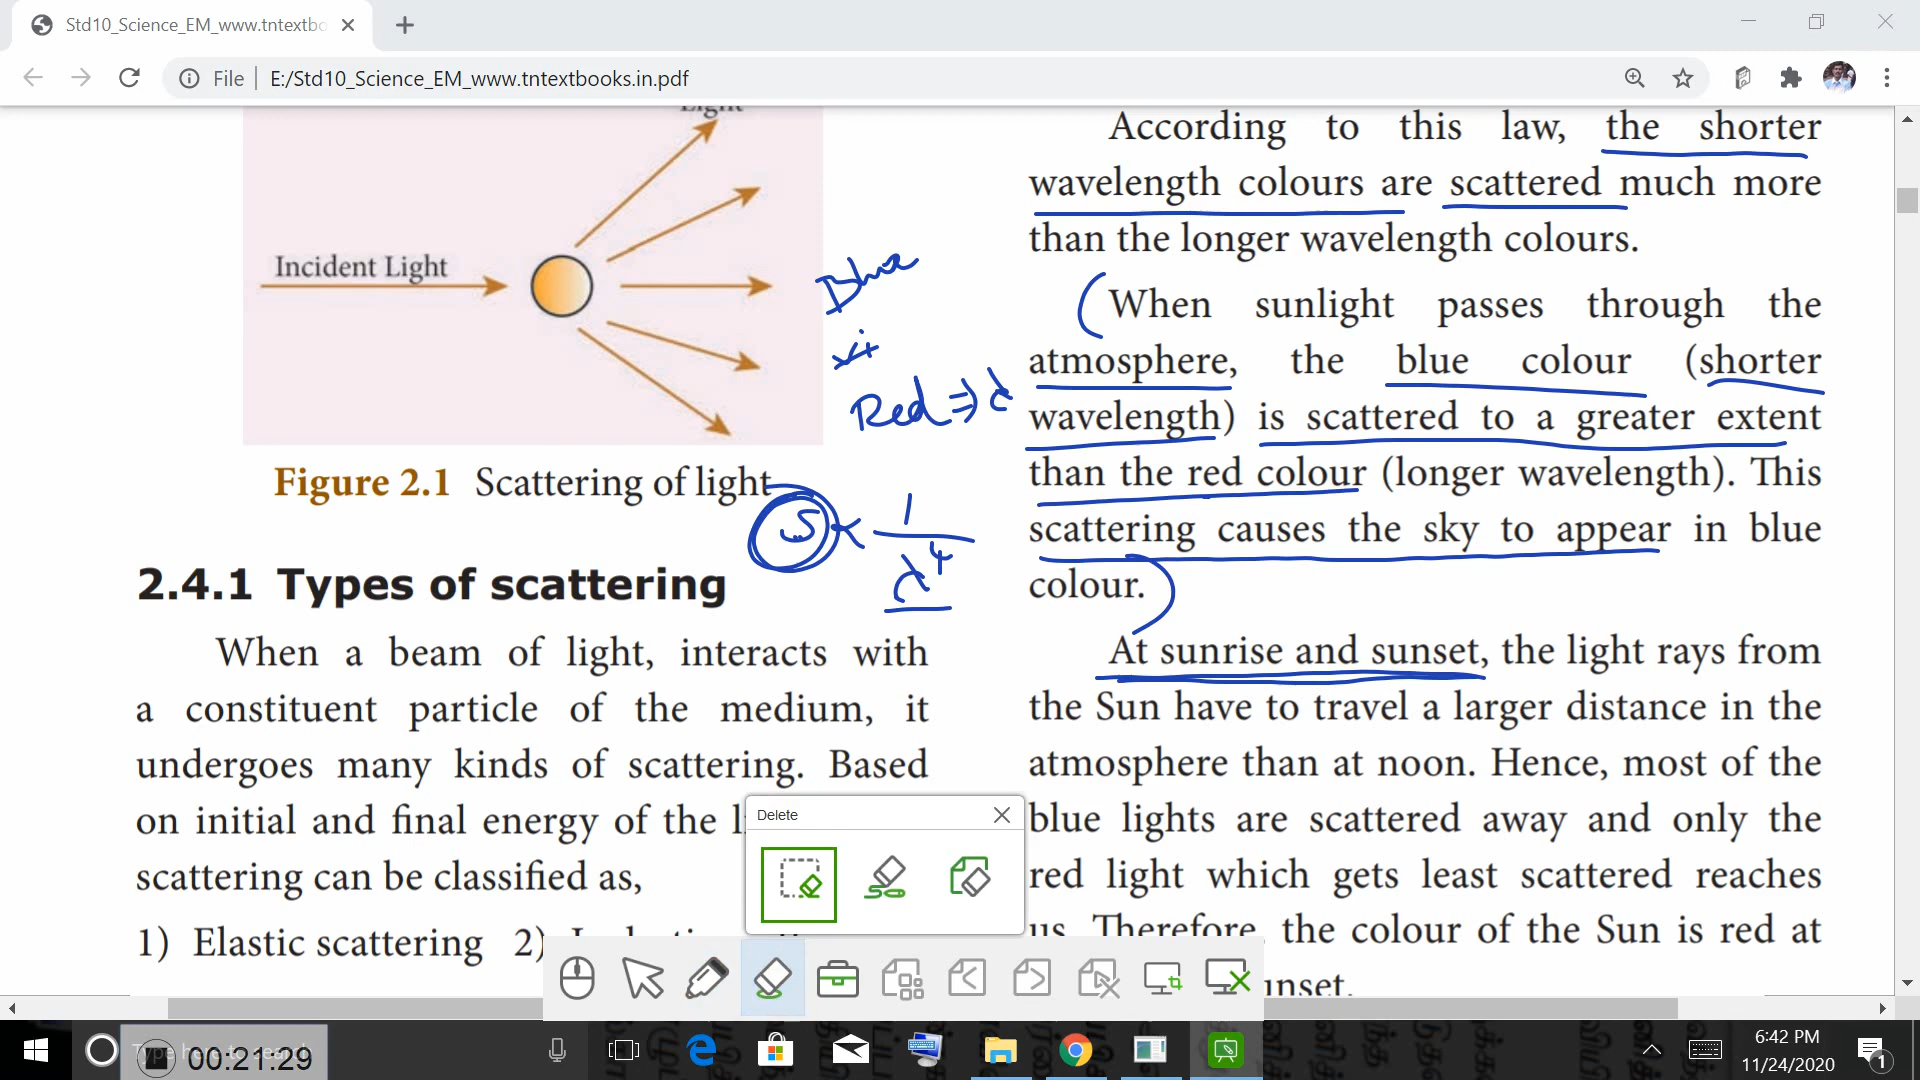 Std10_Science_EM_www.tntextbo
File
E:/Std10_Science_EM_www.tntextbooks.in.pdf
Light
Incident Light
Blue
Vi
Red ⇒ λ
Figure 2.1 Scattering of light
S ∝ 1
λ4
2.4.1 Types of scattering
When a beam of light, interacts with
a constituent particle of the medium, it
undergoes many kinds of scattering. Based
on initial and final energy of the l
scattering can be classified as,
1) Elastic scattering 2)
According to this law, the shorter
wavelength colours are scattered much more
than the longer wavelength colours.
(When sunlight passes through the
atmosphere, the blue colour (shorter
wavelength) is scattered to a greater extent
than the red colour (longer wavelength). This
scattering causes the sky to appear in blue
colour.)
At sunrise and sunset, the light rays from
the Sun have to travel a larger distance in the
atmosphere than at noon. Hence, most of the
blue lights are scattered away and only the
red light which gets least scattered reaches
us. Therefore, the colour of the Sun is red at
unset.
Delete
00:21:29
6:42 PM
11/24/2020
1